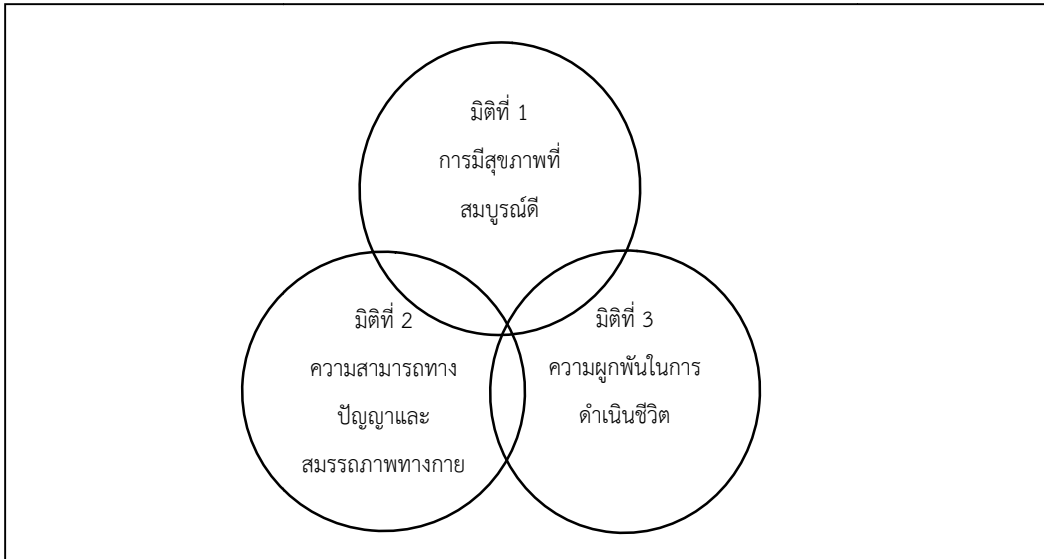 มิติที่ 1
การมีสุขภาพที่
สมบูรณ์ดี
มิติที่ 2
ความสามารถทาง
ปัญญาและ
สมรรถภาพทางกาย
มิติที่ 3
ความผูกพันในการ
ดำเนินชีวิต